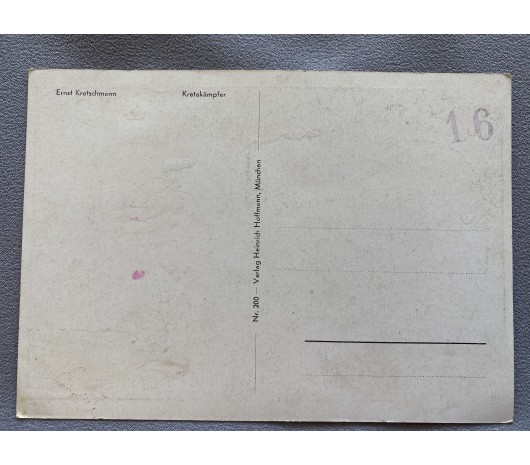 Ernst Kretschmann Kretakämpfer
16
Nr. 200 — Verlag Heinrich Hoffmann, München